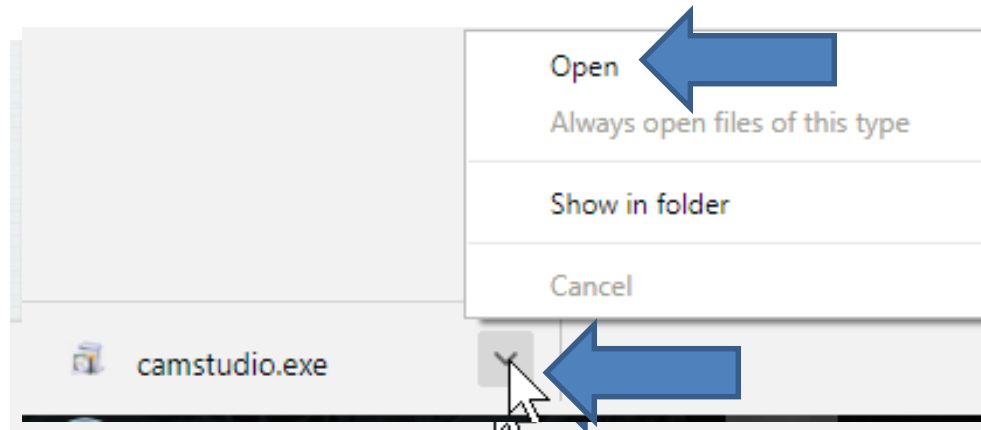 Open
Always open files of this type
Show in folder
Cancel
camstudio.exe